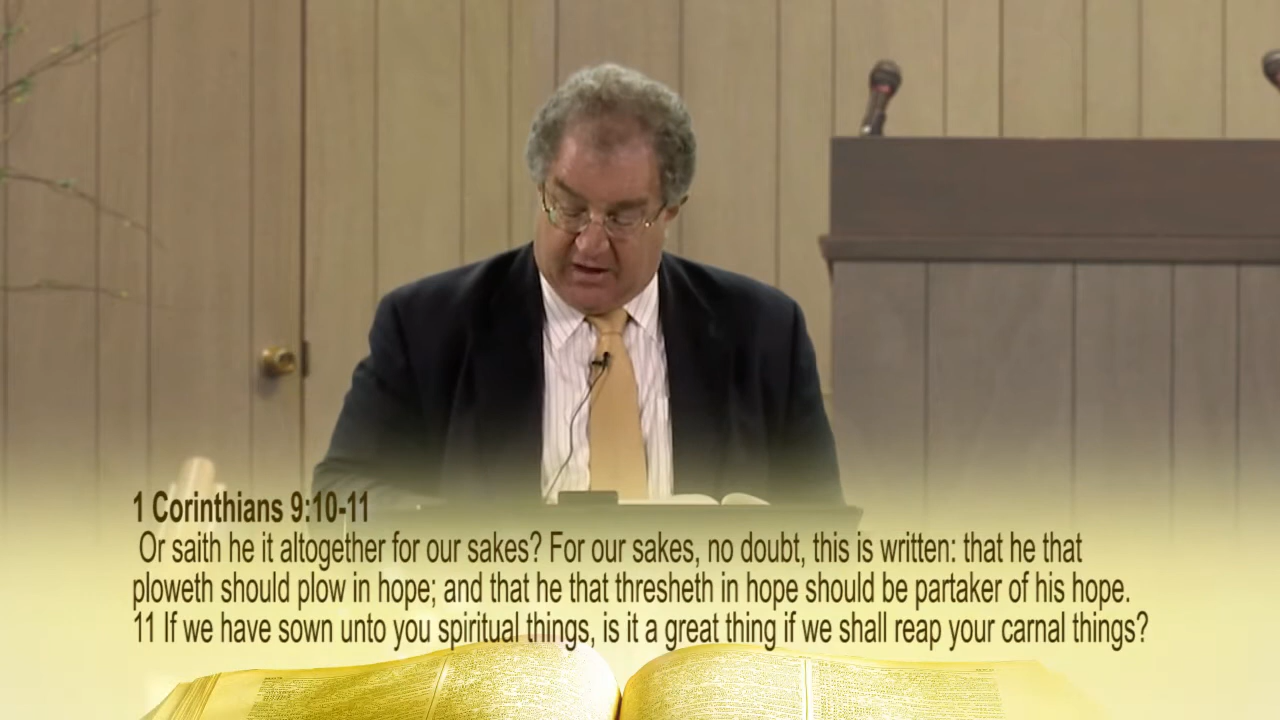 1 Corinthians 9:10-11
Or saith he it altogether for our sakes? For our sakes, no doubt, this is written: that he that
ploweth should plow in hope; and that he that thresheth in hope should be partaker of his hope.
11 If we have sown unto you spiritual things, is it a great thing if we shall reap your carnal things?